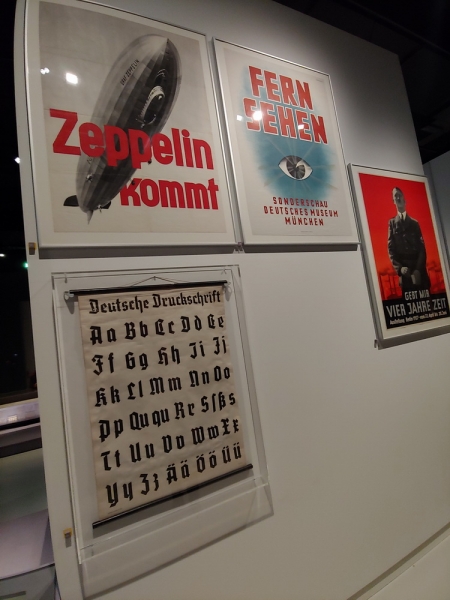 Zeppelin
kommt
FERN
SEHEN
SONDERSCHAU
DEUTSCHES MUSEUM
MÜNCHEN
GEBT MIR
VIER JAHRE ZEIT
Deutsche Druckschrift
Aa Bb Cc Dd Ee
Ff Gg Hh Ii Jj
Kk Ll Mm Nn Oo
Pp Ququ Rr Sſßs
Tt Uu Vv Ww Xx
Yy Zz Ää Öö Üü